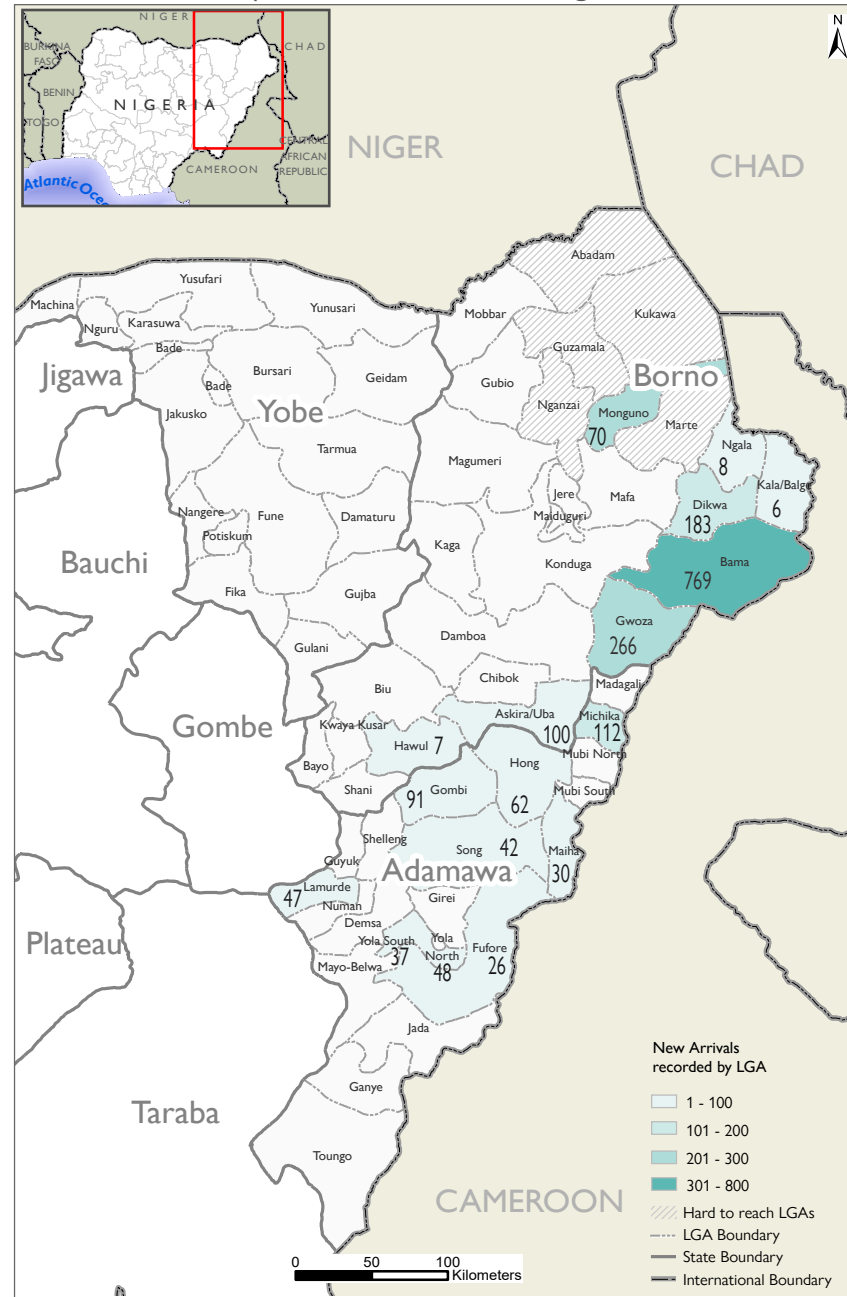 NIGER
CHAD
BURKINA
FASO
BENIN
NIGERIA
TOGO
CENTRAL
AFRICAN
REPUBLIC
CAMEROON
Atlantic Oce
N
NIGER
CHAD
Abadam
Yusufari
Machina
Yunusari
Mobbar
Kukawa
Nguru
Karasuwa
Guzamala
Bade
Jigawa
Bursari
Geidam
Gubio
Borno
Bade
Yobe
Nganzai
Monguno
70
Marte
Jakusko
Tarmua
Magumeri
Ngala
8
Jere
Mafa
Kala/Balge
6
Nangere
Fune
Damaturu
Maiduguri
Dikwa
183
Potiskum
Kaga
Bauchi
Konduga
Bama
769
Fika
Gujba
Gwoza
266
Gulani
Damboa
Chibok
Madagali
Biu
Gombe
Kwaya Kusar
Askira/Uba
100
Michika
112
Hawul 7
Mubi North
Bayo
Hong
62
Shani
Gombi
91
Mubi South
Shelleng
Song 42
Maiha
30
Guyuk
Adamawa
Lamurde
47
Girei
Numah
Demsa
Plateau
Yola South
37
Yola
North
48
Fufore
26
Mayo-Belwa
Jada
Ganye
Taraba
Toungo
CAMEROON
New Arrivals
recorded by LGA
1 - 100
101 - 200
201 - 300
301 - 800
Hard to reach LGAs
LGA Boundary
State Boundary
International Boundary
0 50 100
Kilometers